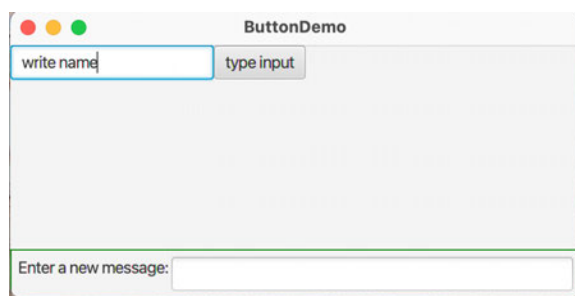 ButtonDemo
write name type input
Enter a new message: